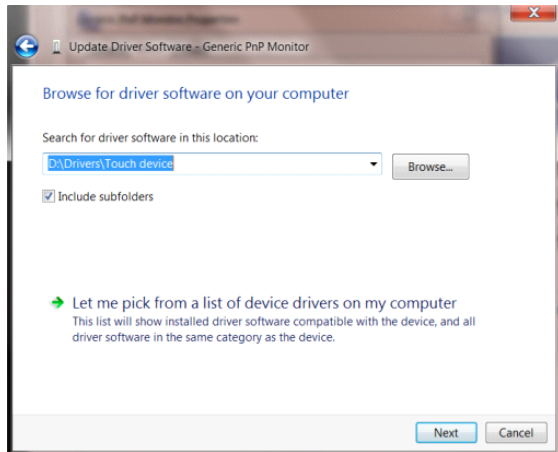 Update Driver Software - Generic PnP Monitor
Browse for driver software on your computer
Search for driver software in this location:
D:\Drivers\Touch device
Browse...
Include subfolders
Let me pick from a list of device drivers on my computer
This list will show installed driver software compatible with the device, and all
driver software in the same category as the device.
Next
Cancel